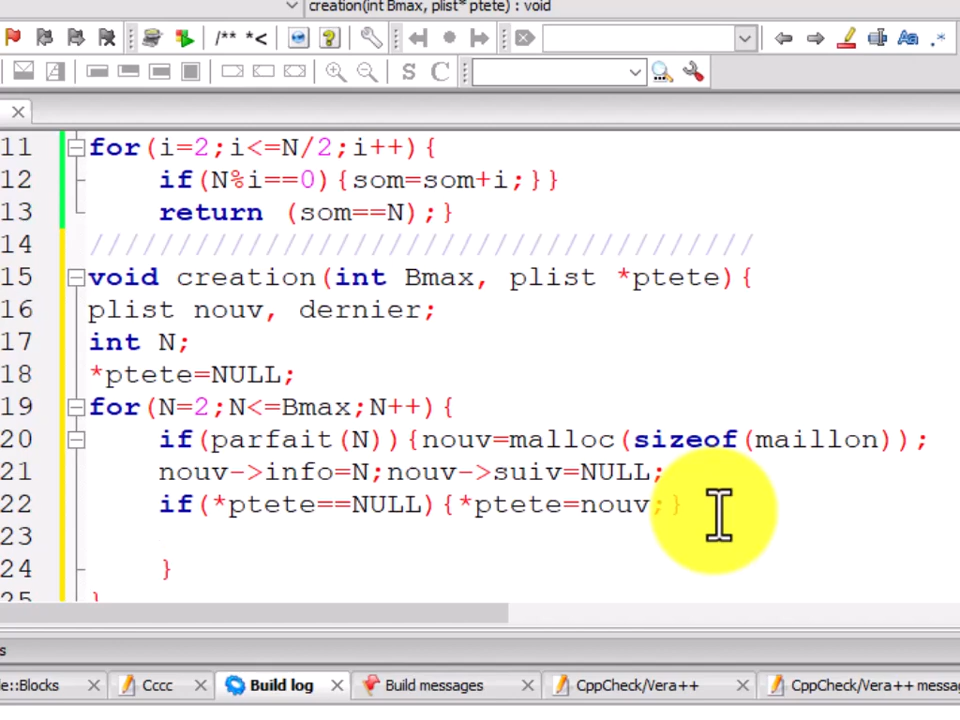 creation(int Bmax, plist* ptete) : void
/** *<
S C
Aa .*
11 for(i=2;i<=N/2;i++){
12 if(N%i==0){som=som+i;}}
13 return (som==N);}
14 //////////////////////////////////////
15 void creation(int Bmax, plist *ptete){
16 plist nouv, dernier;
17 int N;
18 *ptete=NULL;
19 for(N=2;N<=Bmax;N++){
20 if(parfait(N)){nouv=malloc(sizeof(maillon));
21 nouv->info=N;nouv->suiv=NULL;
22 if(*ptete==NULL){*ptete=nouv;}
23
24 }
25 }
s
e::Blocks Cccc Build log Build messages CppCheck/Vera++ CppCheck/Vera++ messag